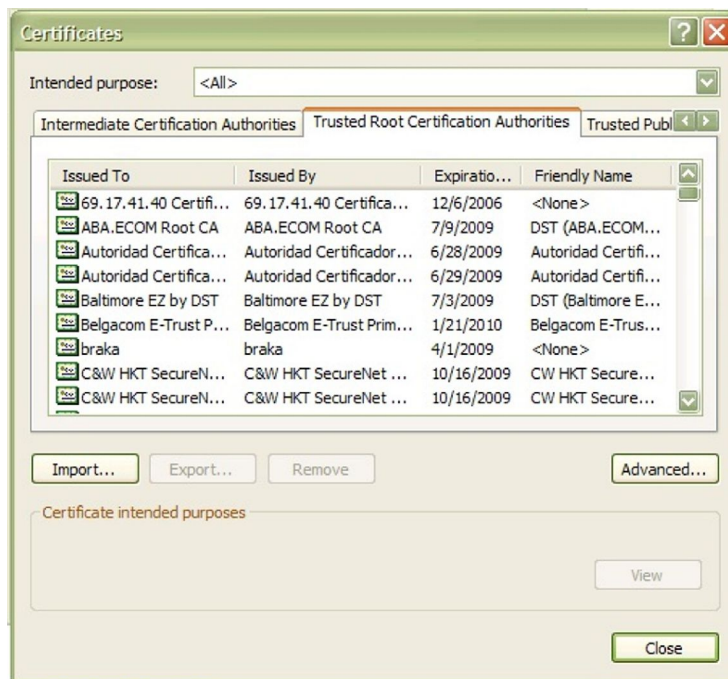 Certificates
Intended purpose: <All>
Intermediate Certification Authorities Trusted Root Certification Authorities Trusted Publ
Issued To Issued By Expiratio... Friendly Name
69.17.41.40 Certifi... 69.17.41.40 Certifica... 12/6/2006 <None>
ABA.ECOM Root CA ABA.ECOM Root CA 7/9/2009 DST (ABA.ECOM...
Autoridad Certifica... Autoridad Certificador... 6/28/2009 Autoridad Certifi...
Autoridad Certifica... Autoridad Certificador... 6/29/2009 Autoridad Certifi...
Baltimore EZ by DST Baltimore EZ by DST 7/3/2009 DST (Baltimore E...
Belgacom E-Trust P... Belgacom E-Trust Prim... 1/21/2010 Belgacom E-Trus...
braka braka 4/1/2009 <None>
C&W HKT SecureN... C&W HKT SecureNet ... 10/16/2009 CW HKT Secure...
C&W HKT SecureN... C&W HKT SecureNet ... 10/16/2009 CW HKT Secure...
Import... Export... Remove Advanced...
Certificate intended purposes
View
Close